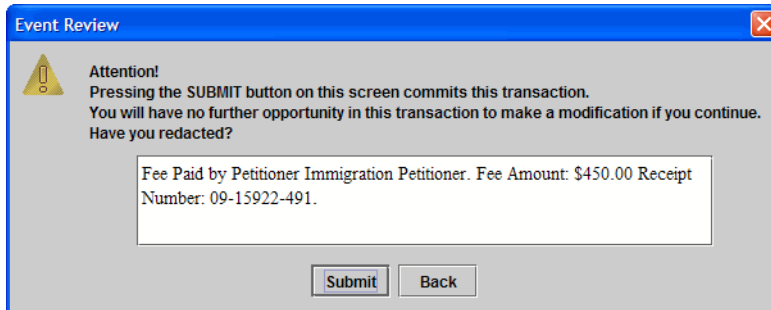 Event Review
Attention!
Pressing the SUBMIT button on this screen commits this transaction.
You will have no further opportunity in this transaction to make a modification if you continue.
Have you redacted?
Fee Paid by Petitioner Immigration Petitioner. Fee Amount: $450.00 Receipt
Number: 09-15922-491.
Submit Back